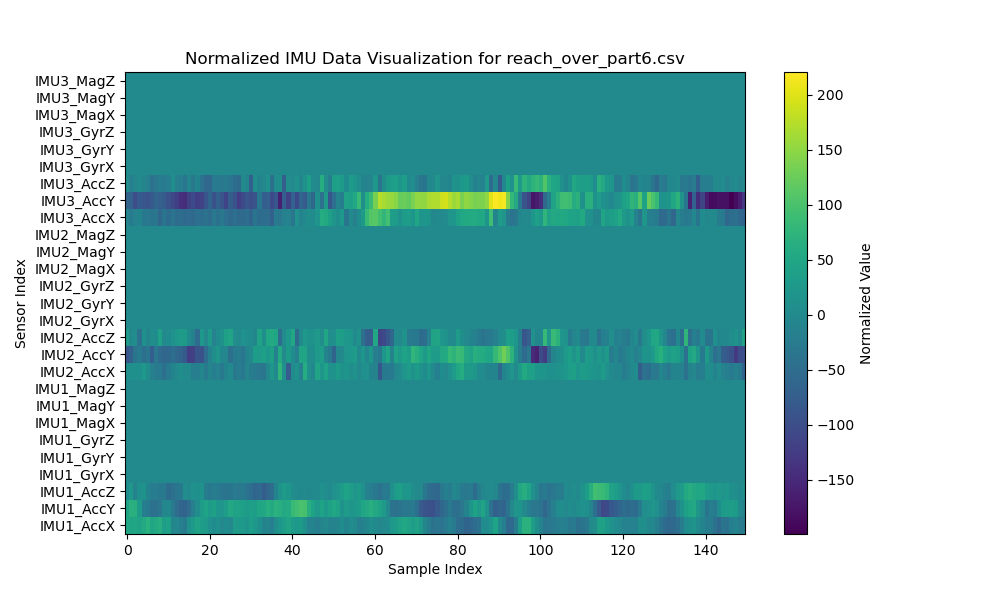 Normalized IMU Data Visualization for reach_over_part6.csv
IMU3_MagZ
IMU3_MagY
IMU3_MagX
IMU3_GyrZ
IMU3_GyrY
IMU3_GyrX
IMU3_AccZ
IMU3_AccY
IMU3_AccX
IMU2_MagZ
IMU2_MagY
IMU2_MagX
IMU2_GyrZ
IMU2_GyrY
IMU2_GyrX
IMU2_AccZ
IMU2_AccY
IMU2_AccX
IMU1_MagZ
IMU1_MagY
IMU1_MagX
IMU1_GyrZ
IMU1_GyrY
IMU1_GyrX
IMU1_AccZ
IMU1_AccY
IMU1_AccX
Sensor Index
0 20 40 60 80 100 120 140
Sample Index
200
150
100
50
0
−50
−100
−150
Normalized Value